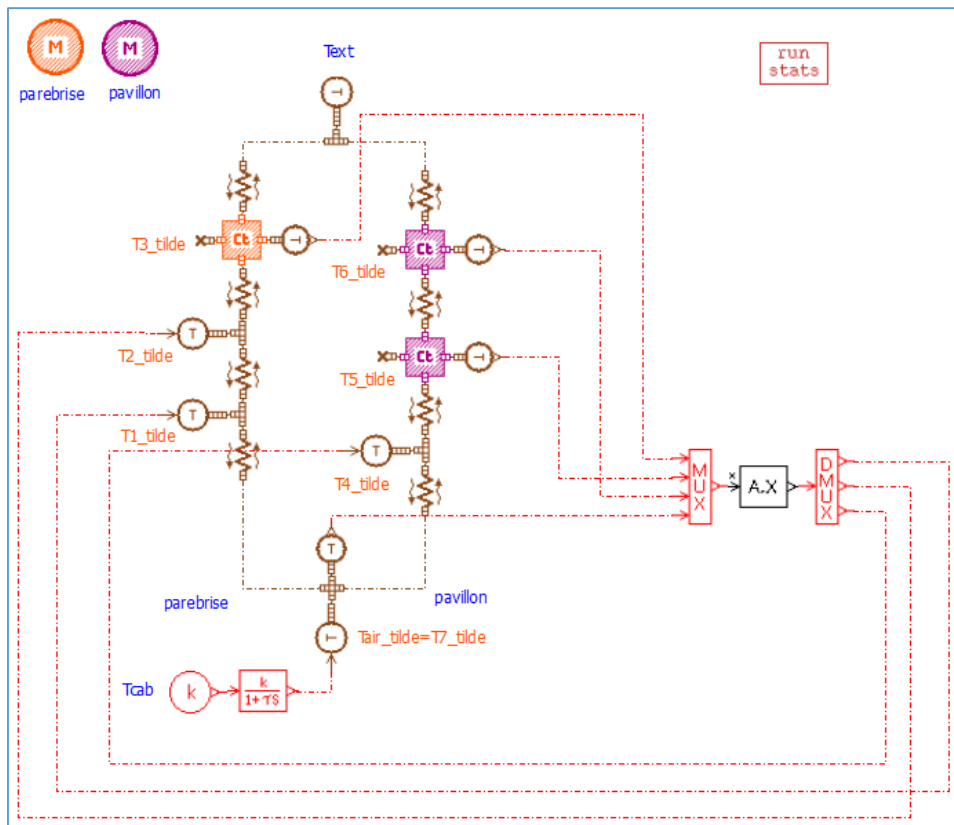 M
M
parebrise
pavillon
Text
run
stats
T
T3_tilde
Ct
T
T6_tilde
Ct
T
T2_tilde
T
T5_tilde
Ct
T
T1_tilde
T
T4_tilde
T
MUX
x
A.X
DMUX
T
parebrise
pavillon
T
Tair_tilde=T7_tilde
Tcab
k
k
1+τs